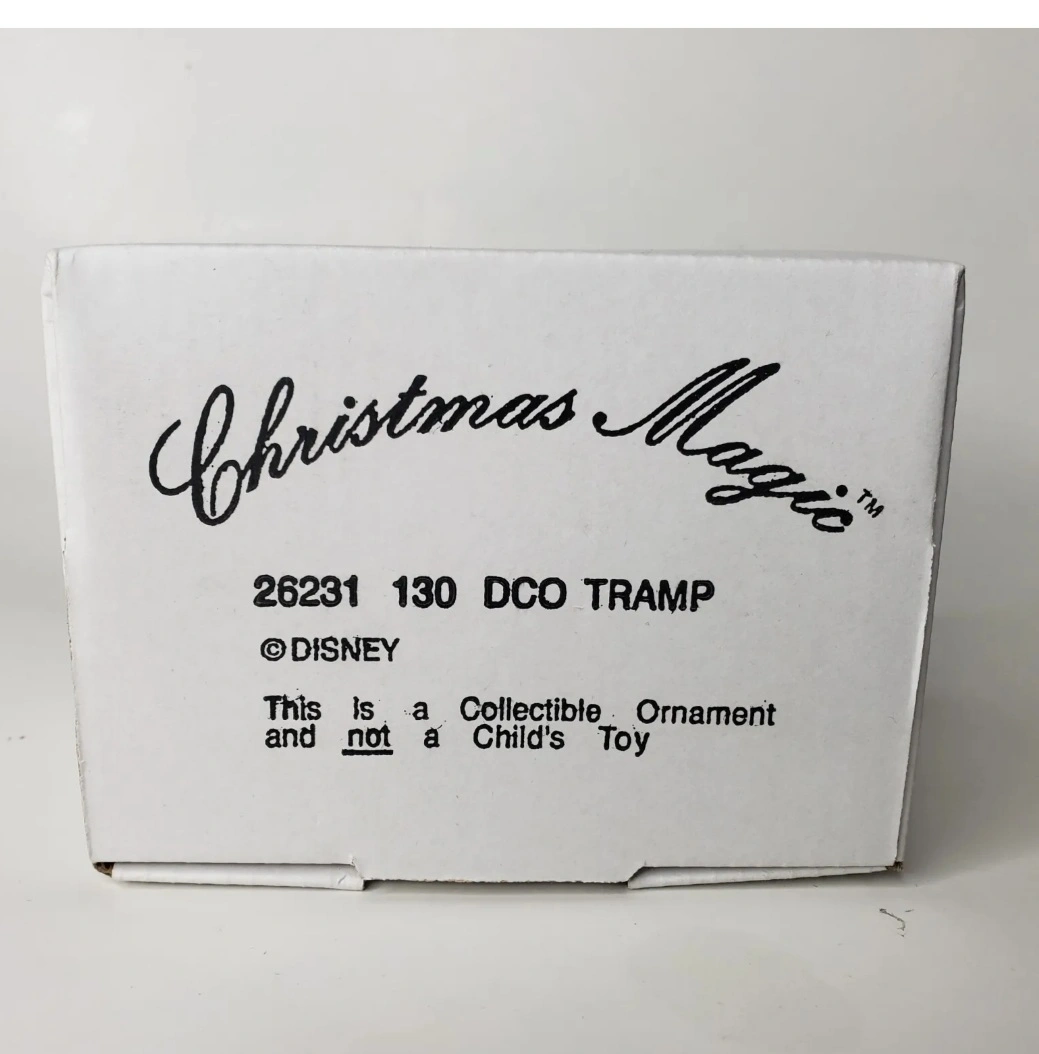 Christmas Magic™
26231 130 DCO TRAMP
©DISNEY
This is a Collectible Ornament
and not a Child's Toy